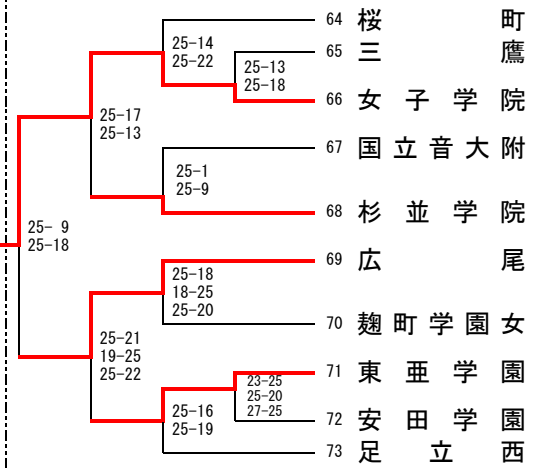 64 桜町
25-14
25-22
65 三鷹
25-13
25-18
66 女子学院
25-17
25-13
67 国立音大附
25-1
25-9
68 杉並学院
25- 9
25-18
69 広尾
25-18
18-25
25-20
70 麹町学園女
25-21
19-25
25-22
71 東亜学園
23-25
25-20
27-25
72 安田学園
25-16
25-19
73 足立西